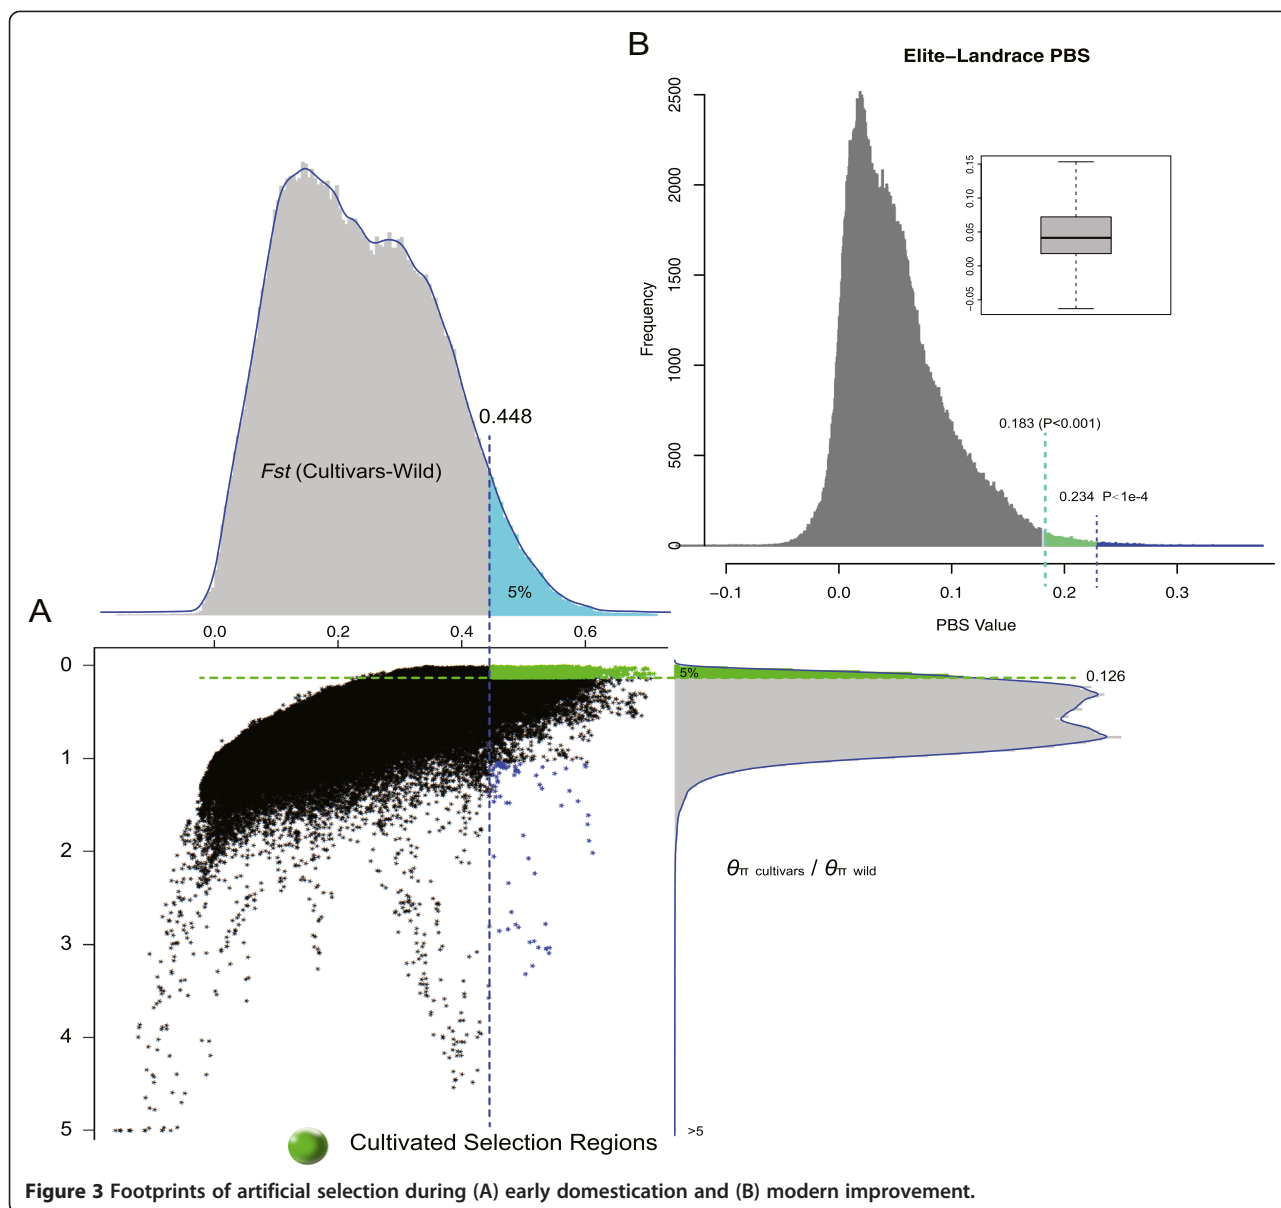 B
Elite–Landrace PBS
Frequency
2500
2000
1500
1000
500
0
0.15
0.10
0.05
0.00
−0.05
0.183 (P<0.001)
0.234 P<1e-4
−0.1
0.0
0.1
0.2
0.3
PBS Value
0.448
Fst (Cultivars-Wild)
5%
A
0.0
0.2
0.4
0.6
0
1
2
3
4
5
5%
0.126
θπ cultivars / θπ wild
>5
Cultivated Selection Regions
Figure 3 Footprints of artificial selection during (A) early domestication and (B) modern improvement.